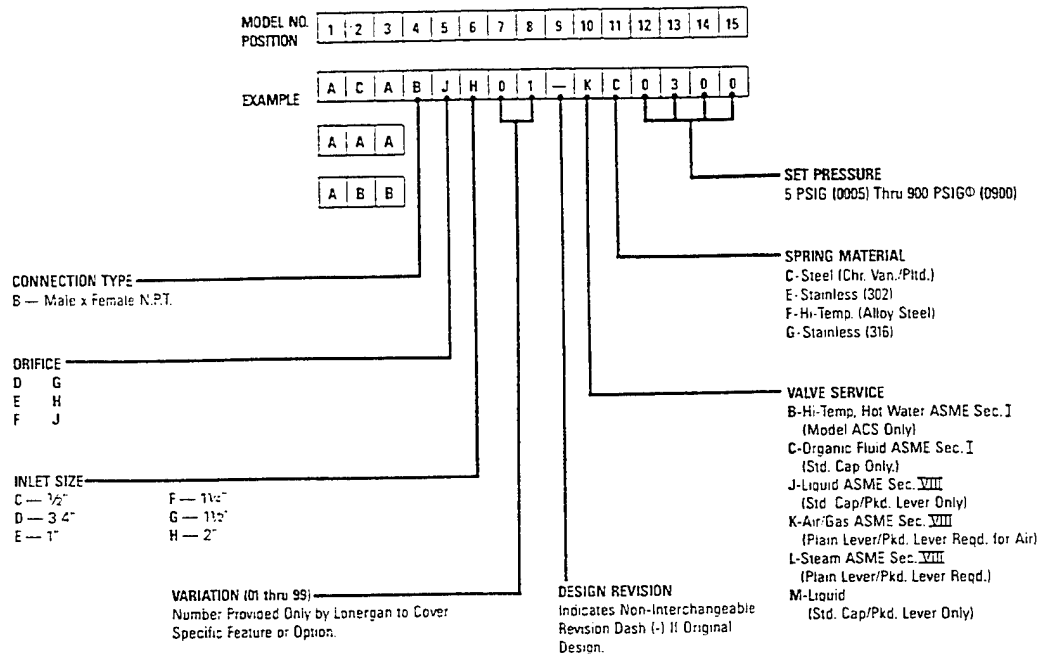 MODEL NO. POSITION
1 2 3 4 5 6 7 8 9 10 11 12 13 14 15
EXAMPLE
A C A B J H 0 1 — K C 0 3 0 0
A A A
A B B
SET PRESSURE
5 PSIG (0005) Thru 900 PSIG① (0900)
SPRING MATERIAL
C-Steel (Chr. Van./Pltd.)
E-Stainless (302)
F-Hi-Temp. (Alloy Steel)
G-Stainless (316)
CONNECTION TYPE
B — Male x Female N.P.T.
ORIFICE
D G
E H
F J
VALVE SERVICE
B-Hi-Temp, Hot Water ASME Sec. I
(Model ACS Only)
C-Organic Fluid ASME Sec. I
(Std. Cap Only.)
J-Liquid ASME Sec. VIII
(Std Cap/Pkd. Lever Only)
K-Air/Gas ASME Sec. VIII
(Plain Lever/Pkd. Lever Reqd. for Air)
L-Steam ASME Sec. VIII
(Plain Lever/Pkd. Lever Reqd.)
M-Liquid
(Std. Cap/Pkd. Lever Only)
INLET SIZE
C — 1/2" F — 1 1/4"
D — 3/4" G — 1 1/2"
E — 1" H — 2"
VARIATION (01 thru 99)
Number Provided Only by Lonergan to Cover
Specific Feature or Option.
DESIGN REVISION
Indicates Non-Interchangeable
Revision Dash (-) If Original
Design.